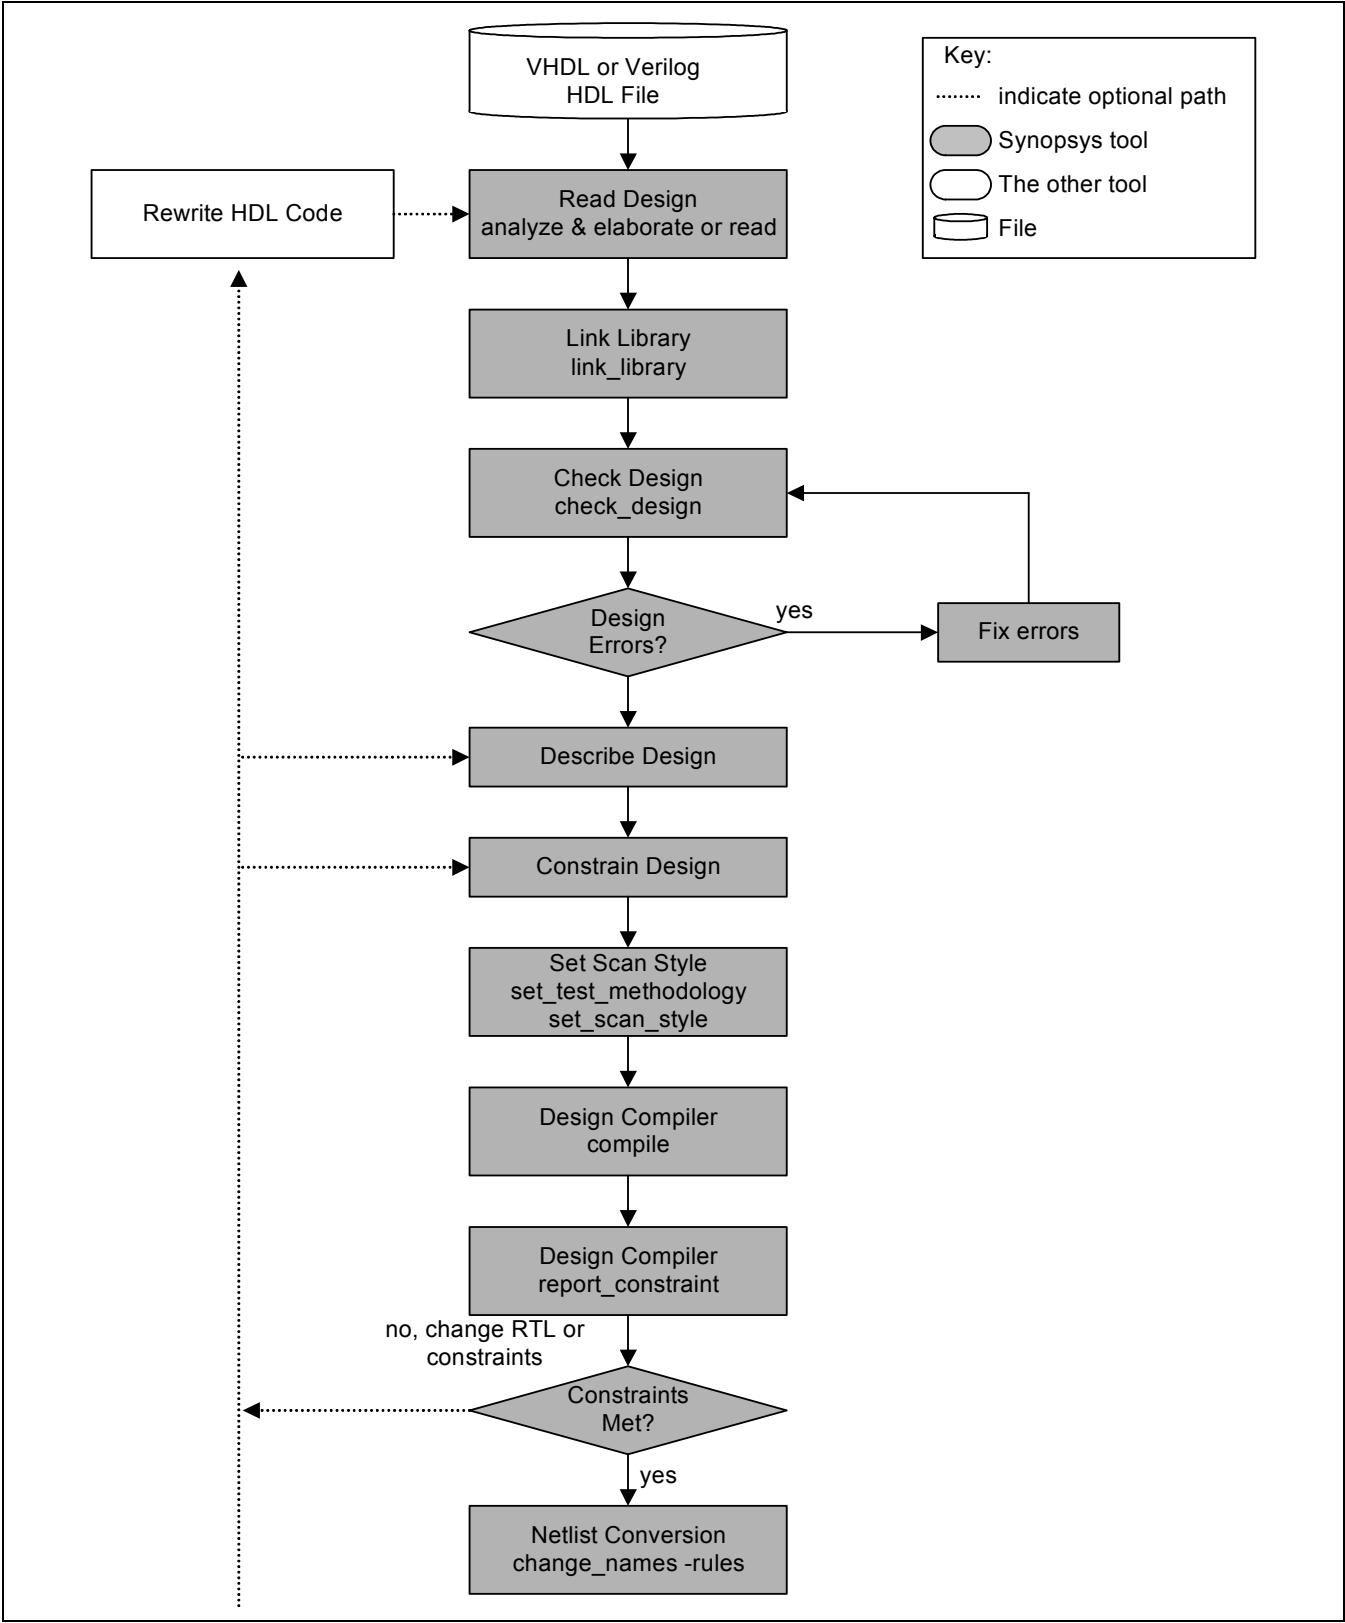 VHDL or Verilog
HDL File
Key:
indicate optional path
Synopsys tool
The other tool
File
Rewrite HDL Code
Read Design
analyze & elaborate or read
Link Library
link_library
Check Design
check_design
Design
Errors?
yes
Fix errors
Describe Design
Constrain Design
Set Scan Style
set_test_methodology
set_scan_style
Design Compiler
compile
Design Compiler
report_constraint
no, change RTL or
constraints
Constraints
Met?
yes
Netlist Conversion
change_names -rules